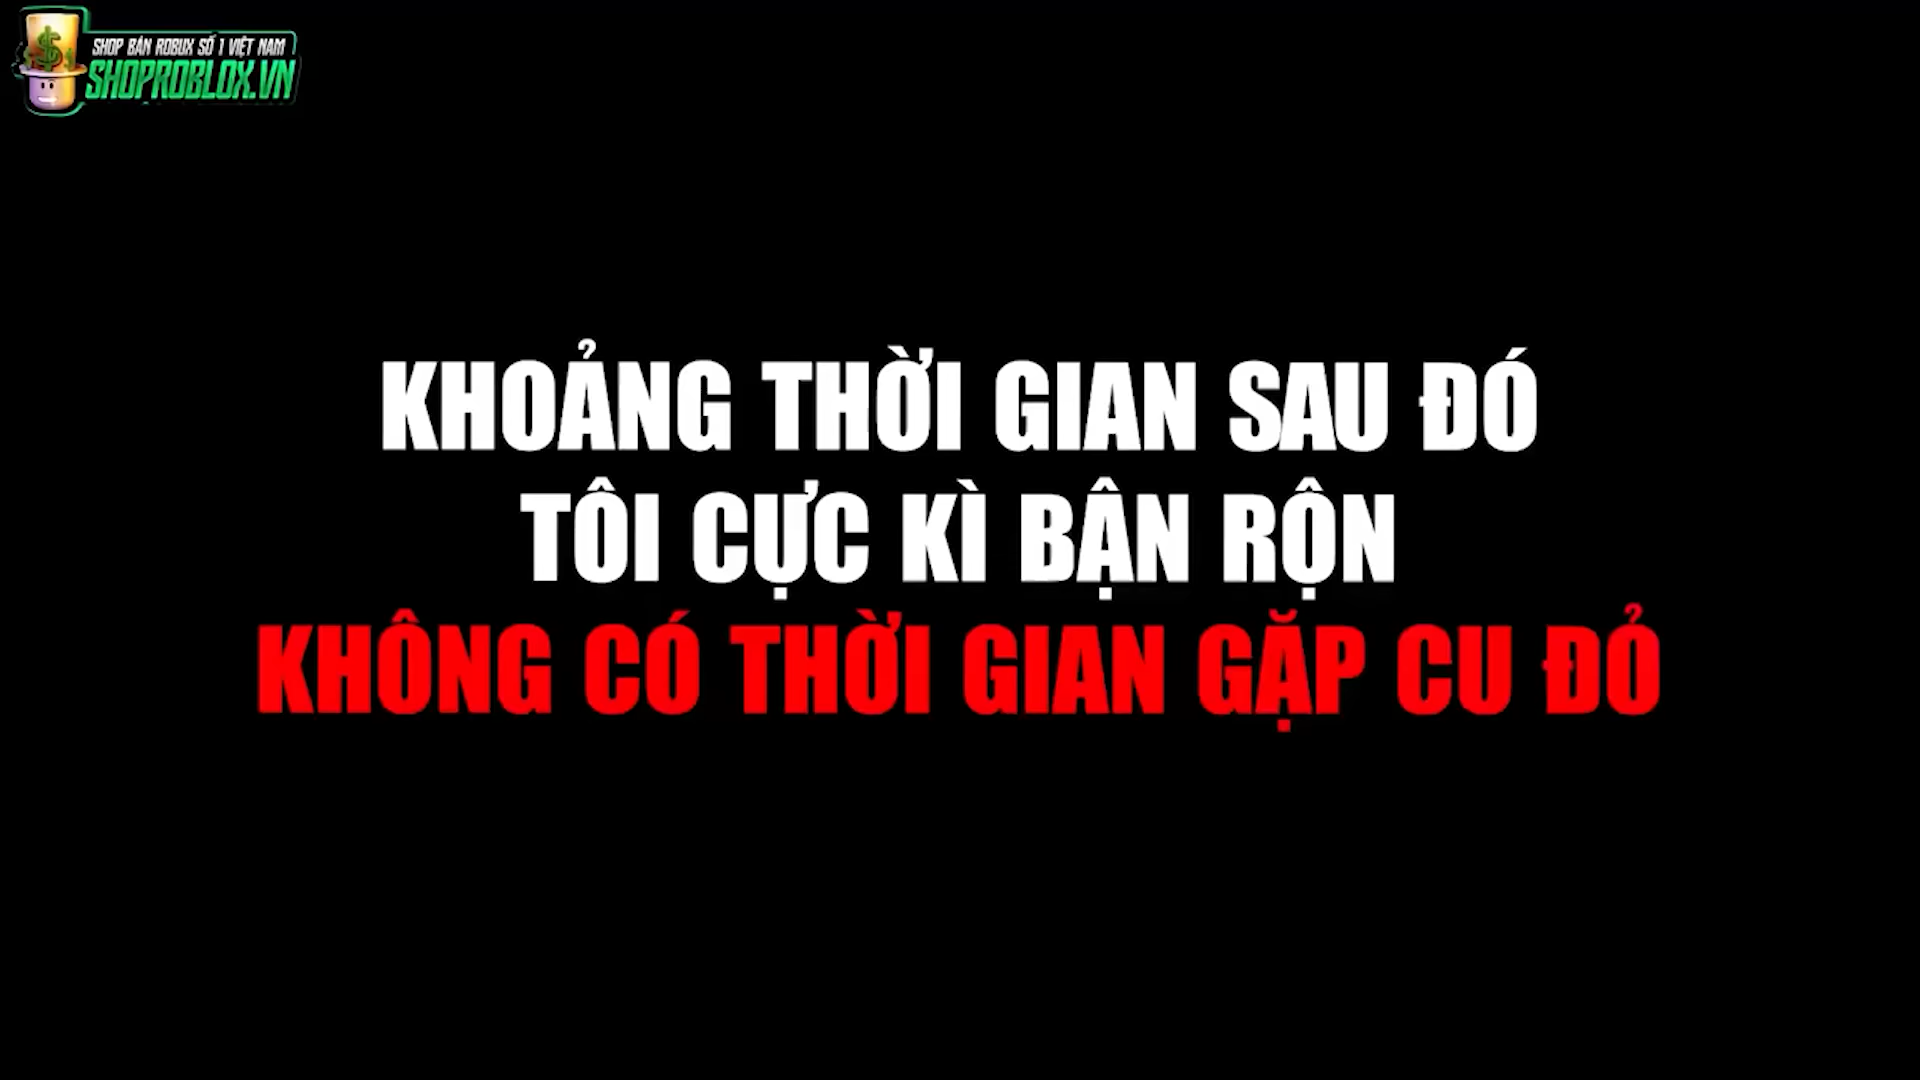 SHOP BÁN ROBUX SỐ 1 VIỆT NAM
SHOPROBLOX.VN
KHOẢNG THỜI GIAN SAU ĐÓ
TÔI CỰC KÌ BẬN RỘN
KHÔNG CÓ THỜI GIAN GẶP CU ĐỎ